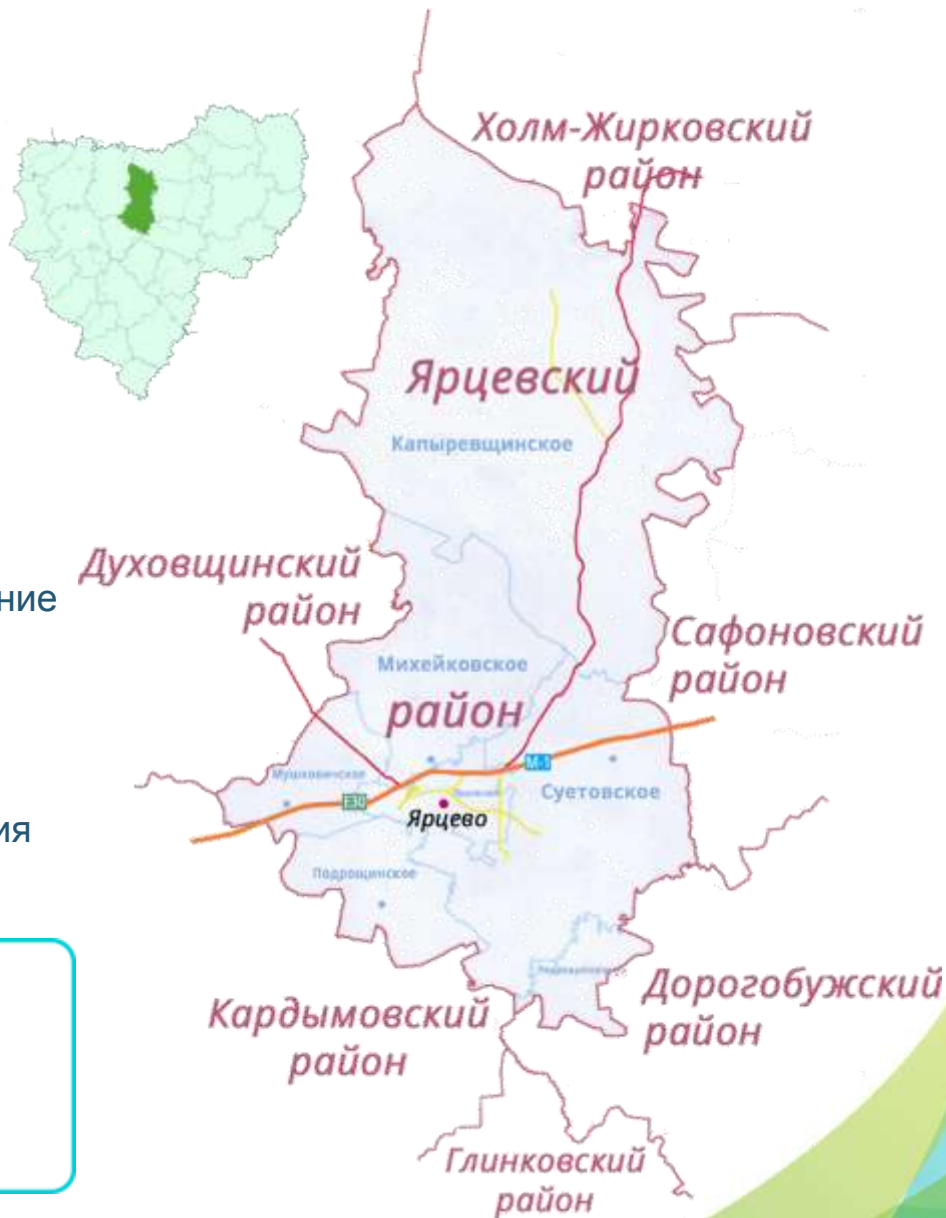 Холм-Жирковский
район
Ярцевский
Капыревщинское
Духовщинский
район
ние
Сафоновский
район
Михейковское
район
М-1
Мушковичское
Суетовское
E30
Ярцево
ия
Подрощинское
Дорогобужский
район
Кардымовский
район
Глинковский
район